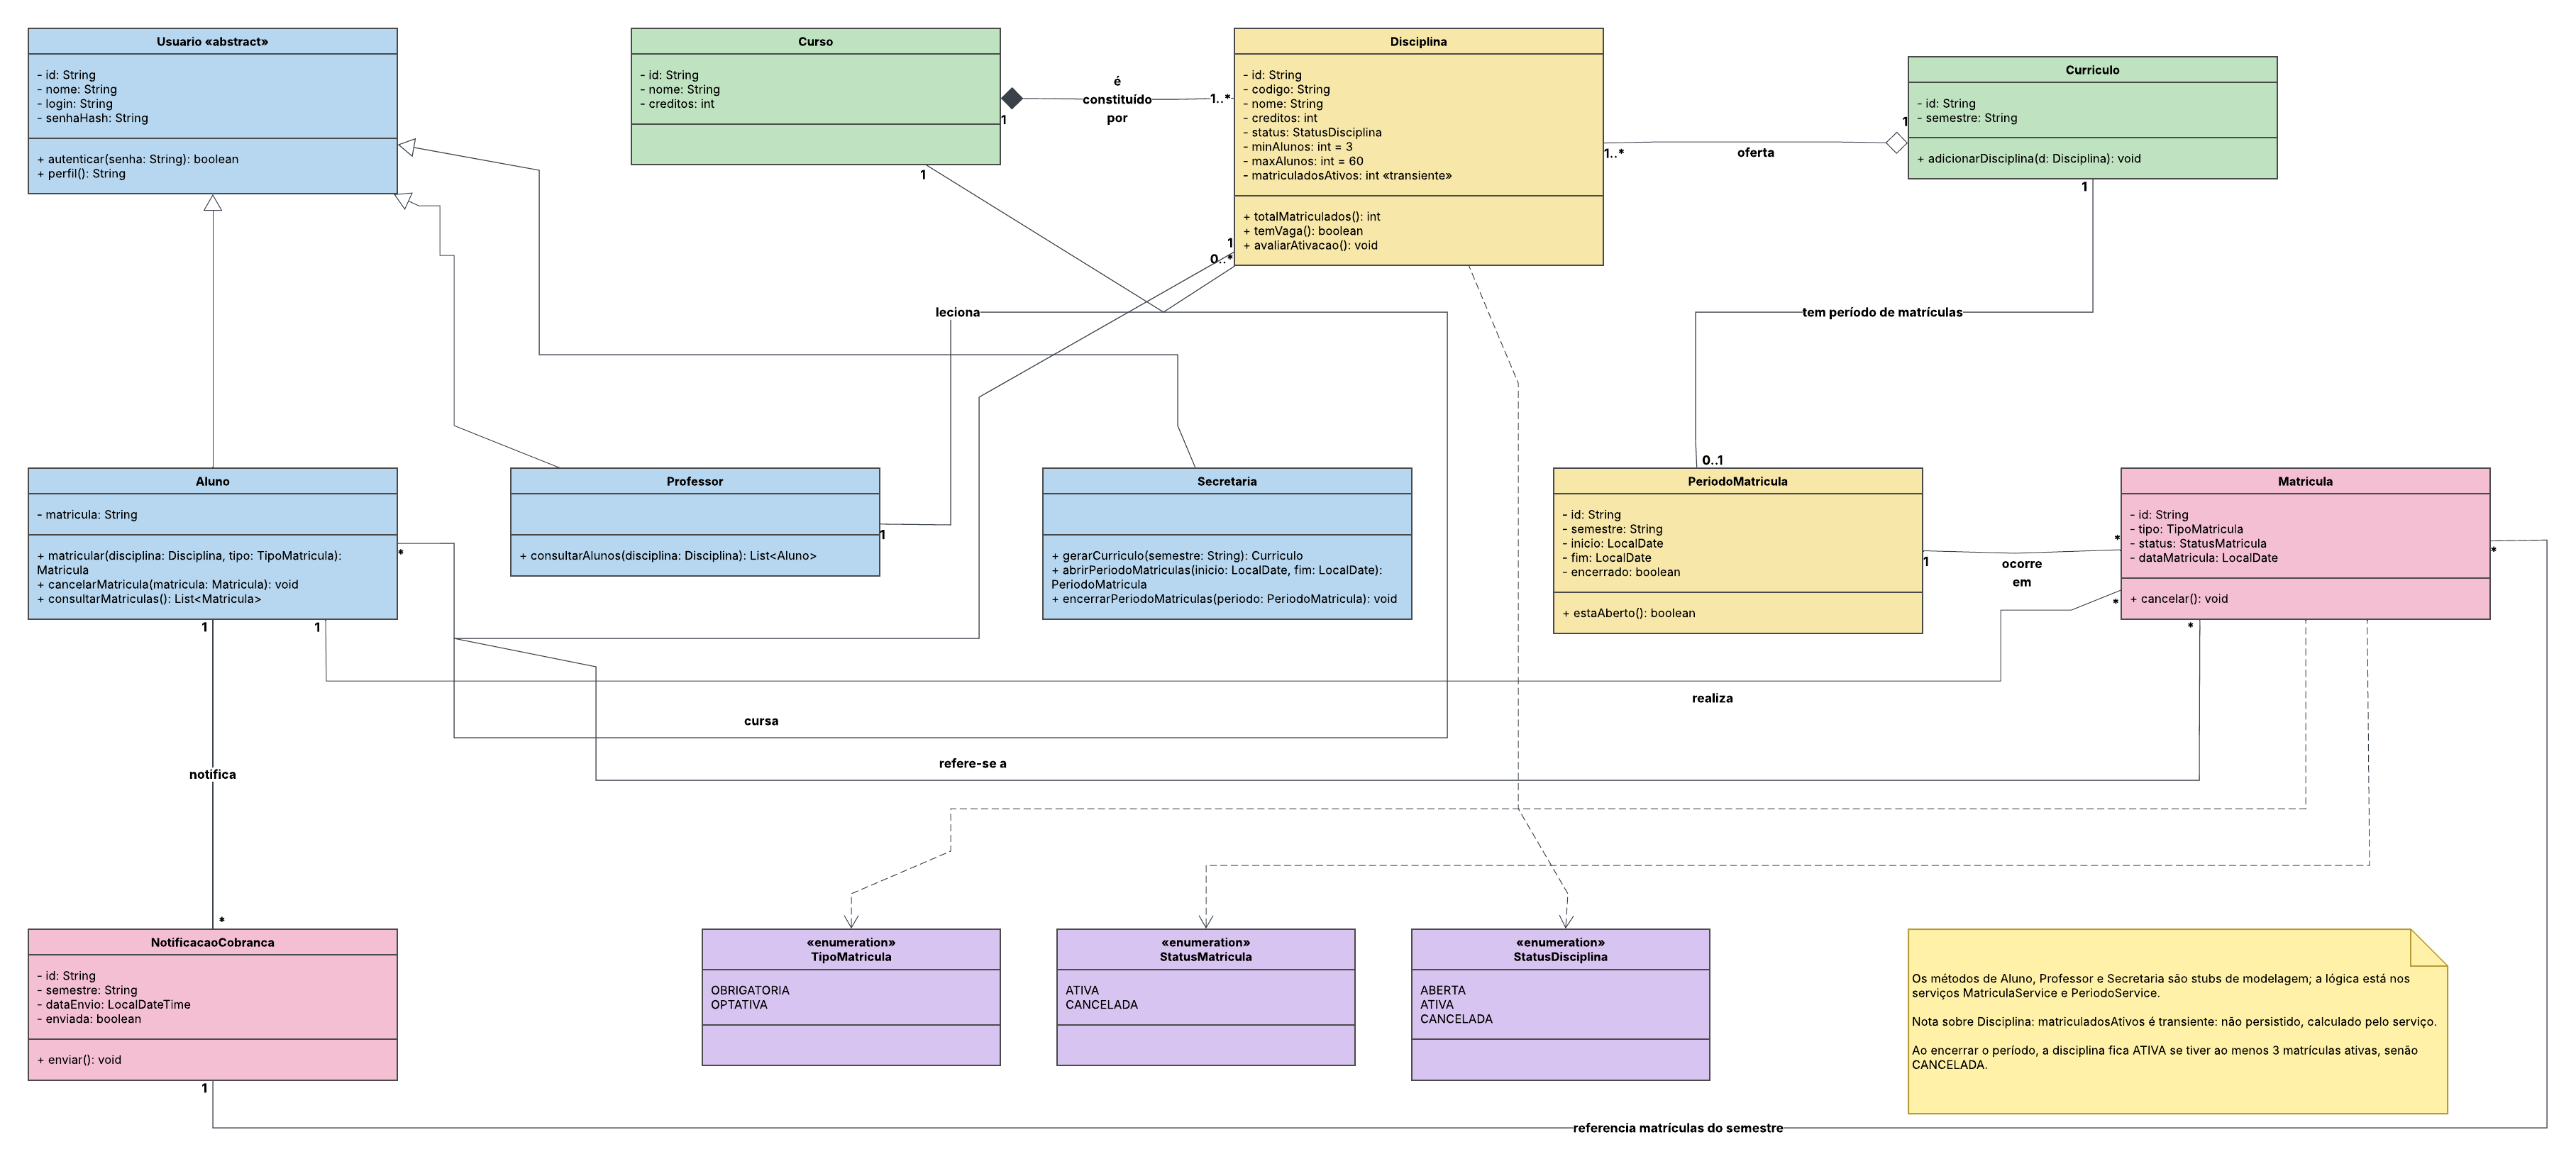 Usuario «abstract»
- id: String
- nome: String
- login: String
- senhaHash: String
+ autenticar(senha: String): boolean
+ perfil(): String
Curso
- id: String
- nome: String
- creditos: int
1
é
constituído
por
1..*
1
Disciplina
- id: String
- codigo: String
- nome: String
- creditos: int
- status: StatusDisciplina
- minAlunos: int = 3
- maxAlunos: int = 60
- matriculadosAtivos: int «transiente»
+ totalMatriculados(): int
+ temVaga(): boolean
+ avaliarAtivacao(): void
1
0..*
1..*
oferta
1
Curriculo
- id: String
- semestre: String
+ adicionarDisciplina(d: Disciplina): void
1
leciona
tem período de matrículas
0..1
Aluno
- matricula: String
+ matricular(disciplina: Disciplina, tipo: TipoMatricula):
Matricula
+ cancelarMatricula(matricula: Matricula): void
+ consultarMatriculas(): List<Matricula>
*
1
1
Professor
+ consultarAlunos(disciplina: Disciplina): List<Aluno>
1
Secretaria
+ gerarCurriculo(semestre: String): Curriculo
+ abrirPeriodoMatriculas(inicio: LocalDate, fim: LocalDate):
PeriodoMatricula
+ encerrarPeriodoMatriculas(periodo: PeriodoMatricula): void
PeriodoMatricula
- id: String
- semestre: String
- inicio: LocalDate
- fim: LocalDate
- encerrado: boolean
+ estaAberto(): boolean
1
ocorre
em
*
*
Matricula
- id: String
- tipo: TipoMatricula
- status: StatusMatricula
- dataMatricula: LocalDate
+ cancelar(): void
*
*
realiza
cursa
refere-se a
notifica
*
NotificacaoCobranca
- id: String
- semestre: String
- dataEnvio: LocalDateTime
- enviada: boolean
+ enviar(): void
1
«enumeration»
TipoMatricula
OBRIGATORIA
OPTATIVA
«enumeration»
StatusMatricula
ATIVA
CANCELADA
«enumeration»
StatusDisciplina
ABERTA
ATIVA
CANCELADA
Os métodos de Aluno, Professor e Secretaria são stubs de modelagem; a lógica está nos
serviços MatriculaService e PeriodoService.
Nota sobre Disciplina: matriculadosAtivos é transiente: não persistido, calculado pelo serviço.
Ao encerrar o período, a disciplina fica ATIVA se tiver ao menos 3 matrículas ativas, senão
CANCELADA.
referencia matrículas do semestre